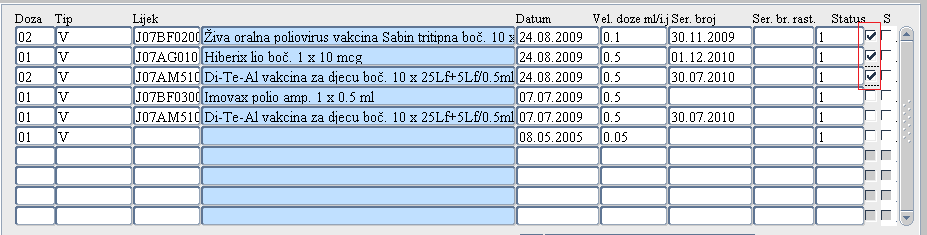 Doza Tip Lijek Datum Vel. doze ml/i.j Ser. broj Ser. br. rast. Status S
02 V J07BF0200 Živa oralna poliovirus vakcina Sabin tritipna boč. 10 x 24.08.2009 0.1 30.11.2009 1
01 V J07AG010 Hiberix lio boč. 1 x 10 mcg 24.08.2009 0.5 01.12.2010 1
02 V J07AM510 Di-Te-Al vakcina za djecu boč. 10 x 25Lf+5Lf/0.5ml 24.08.2009 0.5 30.07.2010 1
01 V J07BF0300 Imovax polio amp. 1 x 0.5 ml 07.07.2009 0.5 1
01 V J07AM510 Di-Te-Al vakcina za djecu boč. 10 x 25Lf+5Lf/0.5ml 07.07.2009 0.5 30.07.2010 1
01 V 08.05.2005 0.05 1